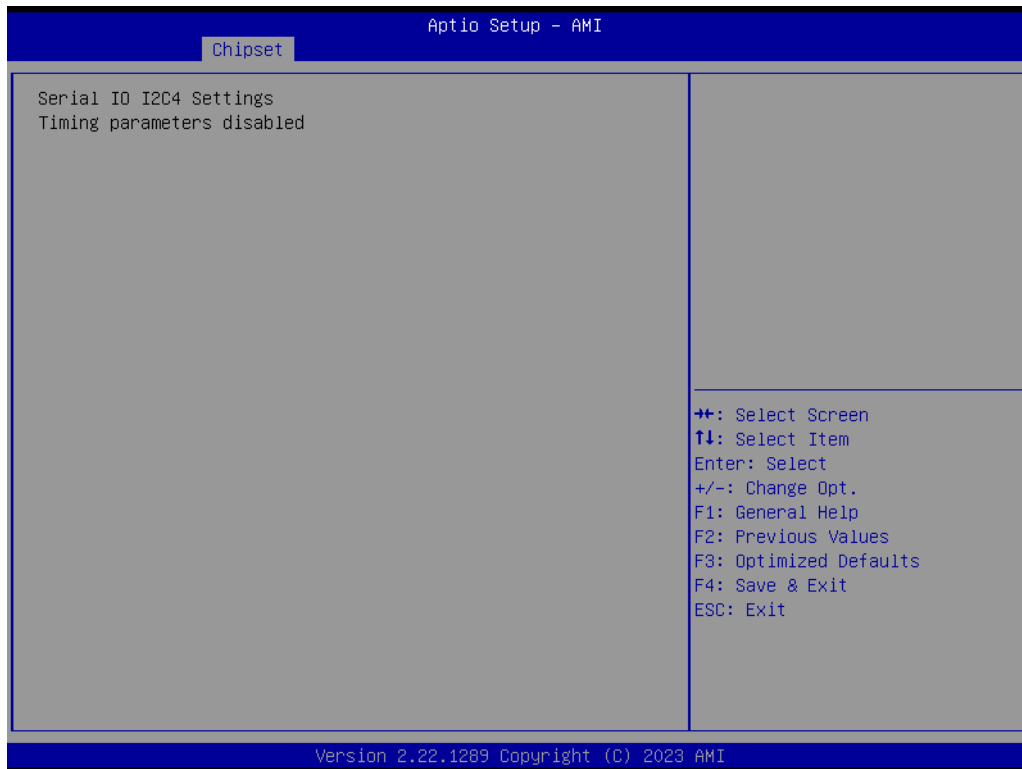 Aptio Setup - AMI
Chipset
Serial IO I2C4 Settings
Timing parameters disabled
→←: Select Screen
↑↓: Select Item
Enter: Select
+/-: Change Opt.
F1: General Help
F2: Previous Values
F3: Optimized Defaults
F4: Save & Exit
ESC: Exit
Version 2.22.1289 Copyright (C) 2023 AMI